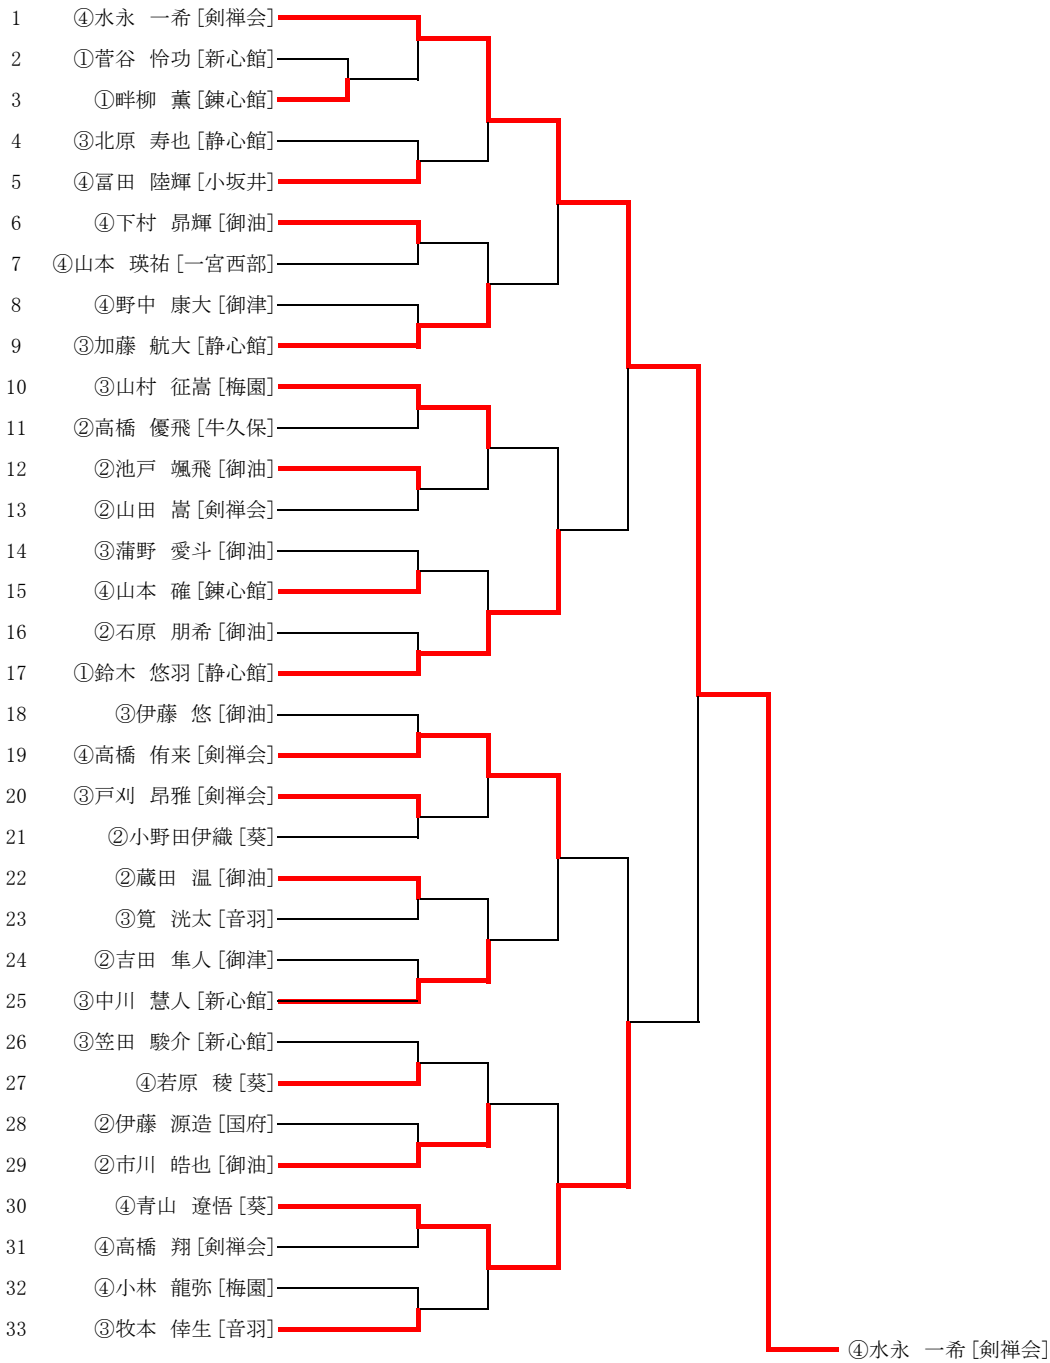 1 ④水永 一希 [剣禅会]
2 ①菅谷 怜功 [新心館]
3 ①畔柳 薫 [錬心館]
4 ③北原 寿也 [静心館]
5 ④冨田 陸輝 [小坂井]
6 ④下村 昴輝 [御油]
7 ④山本 瑛祐 [一宮西部]
8 ④野中 康大 [御津]
9 ③加藤 航大 [静心館]
10 ③山村 征嵩 [梅園]
11 ②高橋 優飛 [牛久保]
12 ②池戸 颯飛 [御油]
13 ②山田 嵩 [剣禅会]
14 ③蒲野 愛斗 [御油]
15 ④山本 確 [錬心館]
16 ②石原 朋希 [御油]
17 ①鈴木 悠羽 [静心館]
18 ③伊藤 悠 [御油]
19 ④高橋 侑来 [剣禅会]
20 ③戸刈 昂雅 [剣禅会]
21 ②小野田伊織 [葵]
22 ②蔵田 温 [御油]
23 ③筧 洸太 [音羽]
24 ②吉田 隼人 [御津]
25 ③中川 慧人 [新心館]
26 ③笠田 駿介 [新心館]
27 ④若原 稜 [葵]
28 ②伊藤 源造 [国府]
29 ②市川 皓也 [御油]
30 ④青山 遼悟 [葵]
31 ④高橋 翔 [剣禅会]
32 ④小林 龍弥 [梅園]
33 ③牧本 倖生 [音羽]
④水永 一希 [剣禅会]